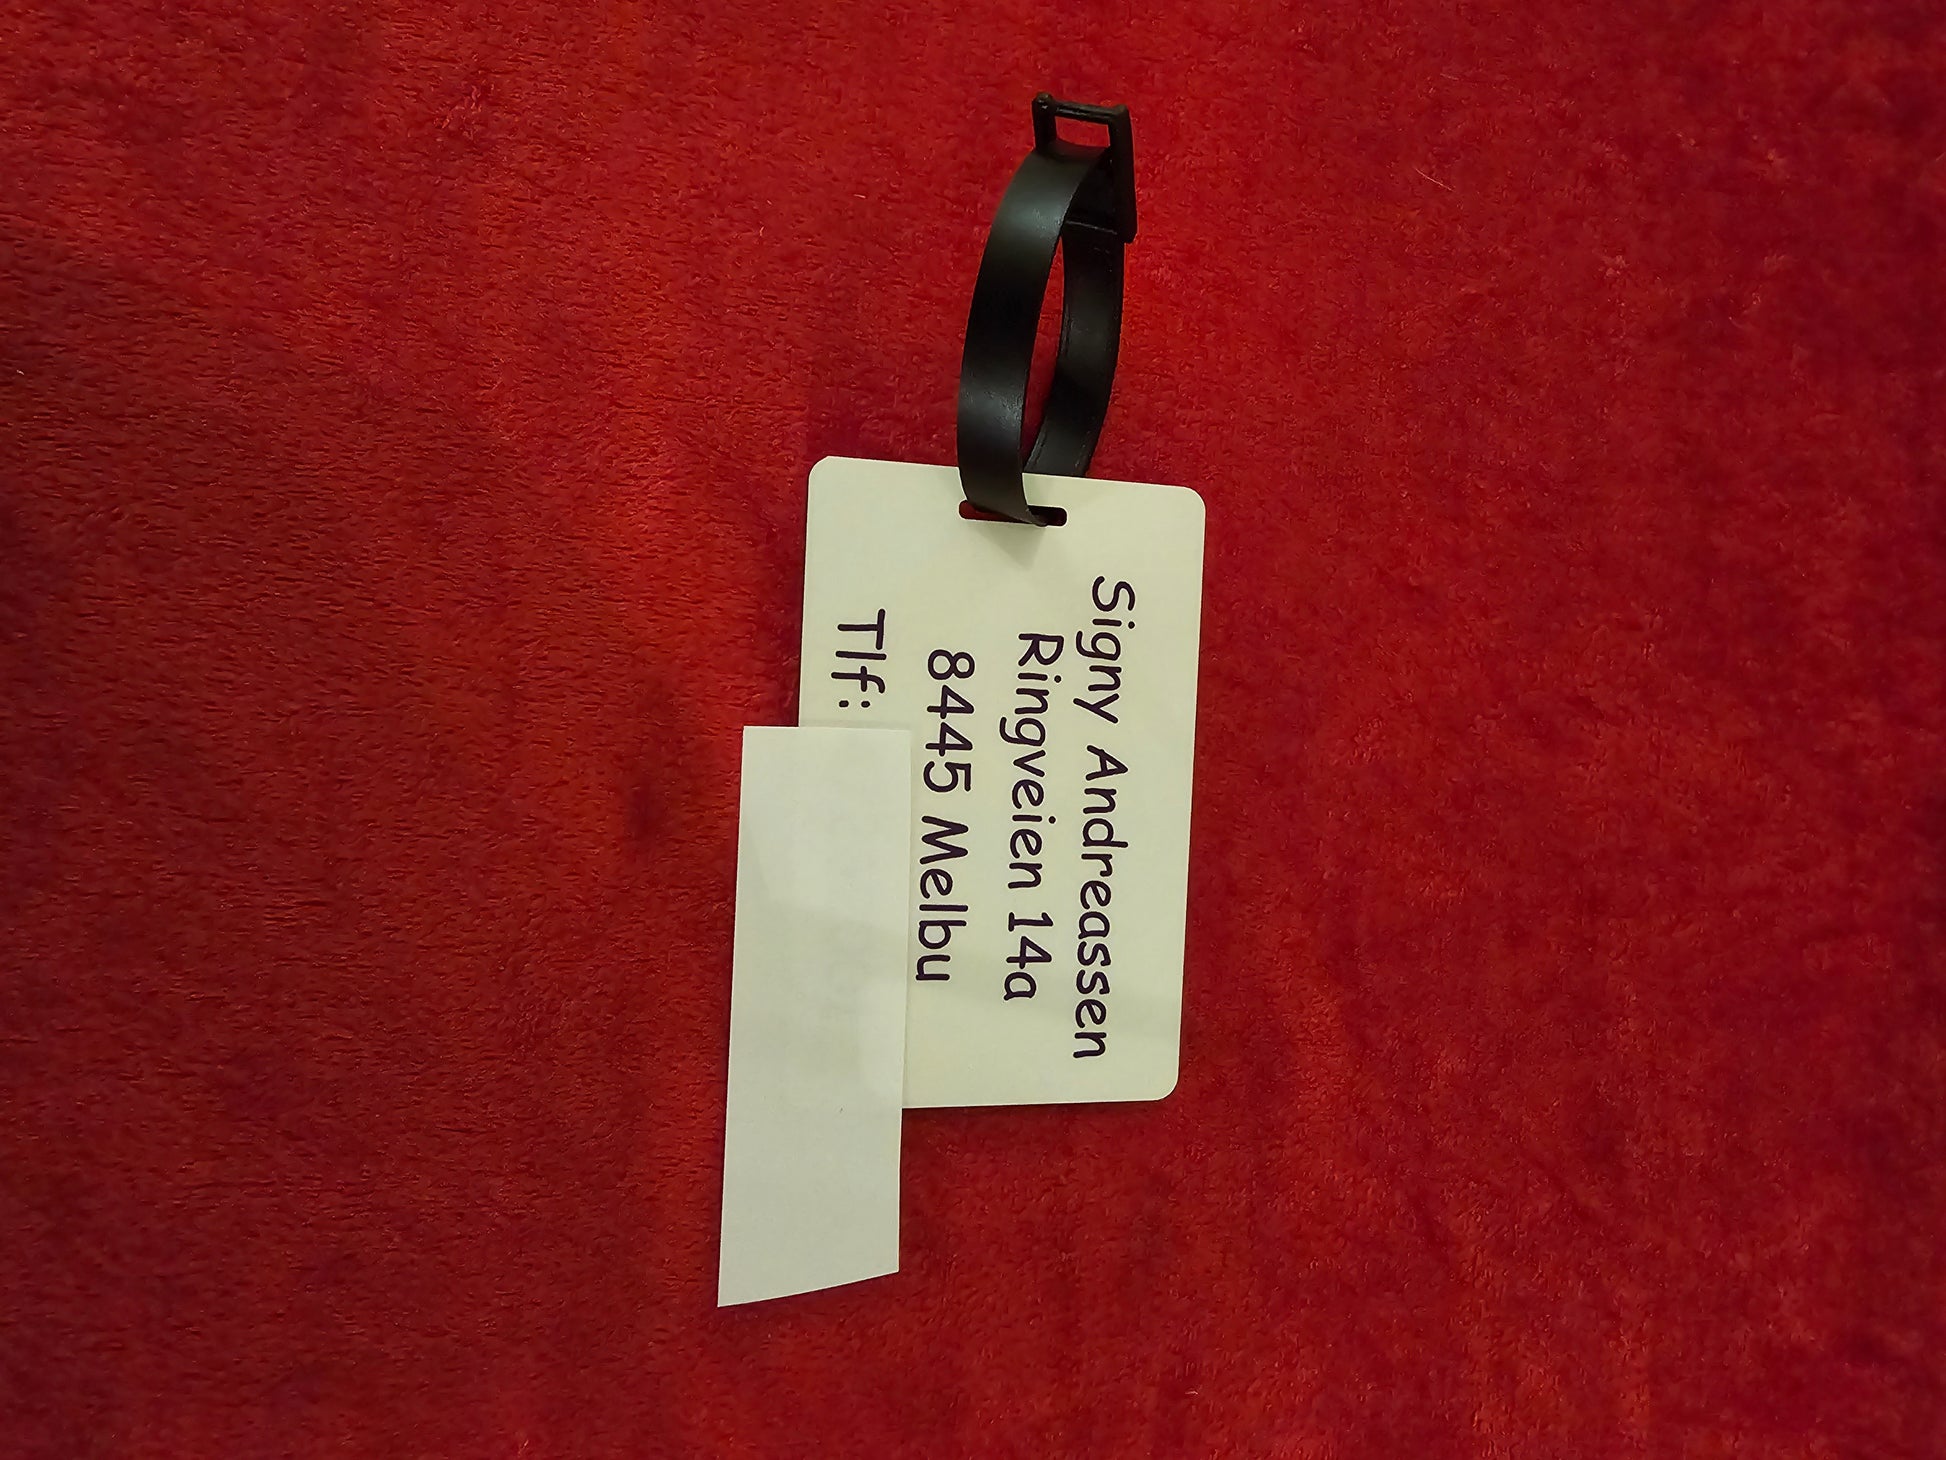 Signy Andreassen
Ringveien 14a
8445 Melbu
Tlf: